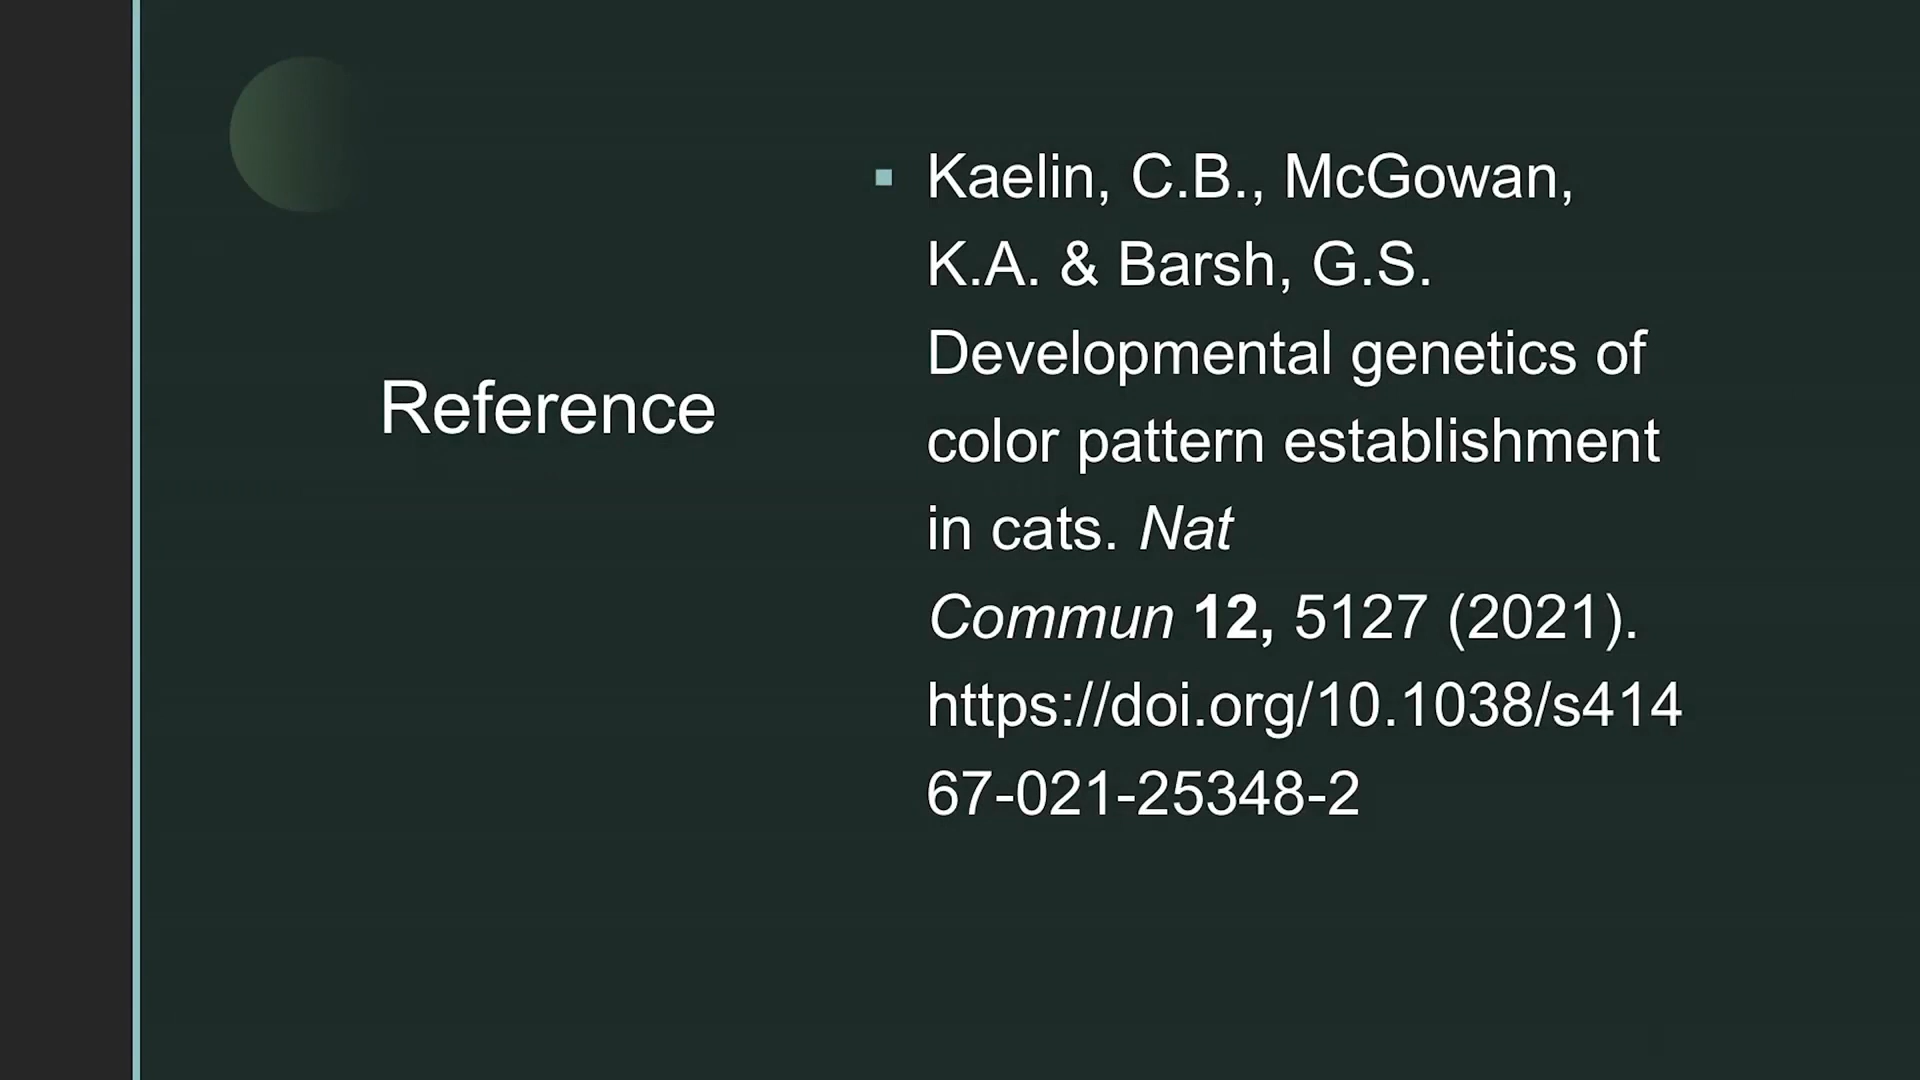 Reference
Kaelin, C.B., McGowan,
K.A. & Barsh, G.S.
Developmental genetics of
color pattern establishment
in cats. Nat
Commun 12, 5127 (2021).
https://doi.org/10.1038/s414
67-021-25348-2